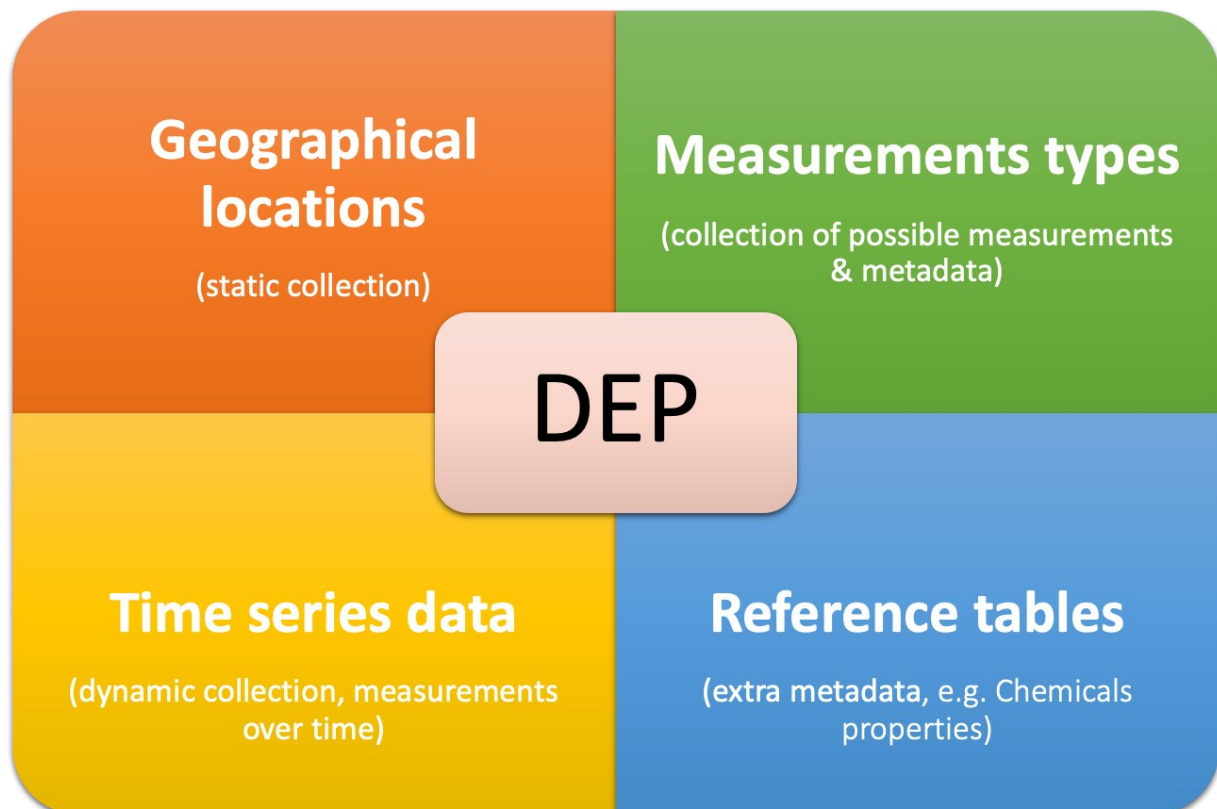 Geographical
locations
(static collection)
Measurements types
(collection of possible measurements
& metadata)
DEP
Time series data
(dynamic collection, measurements
over time)
Reference tables
(extra metadata, e.g. Chemicals
properties)